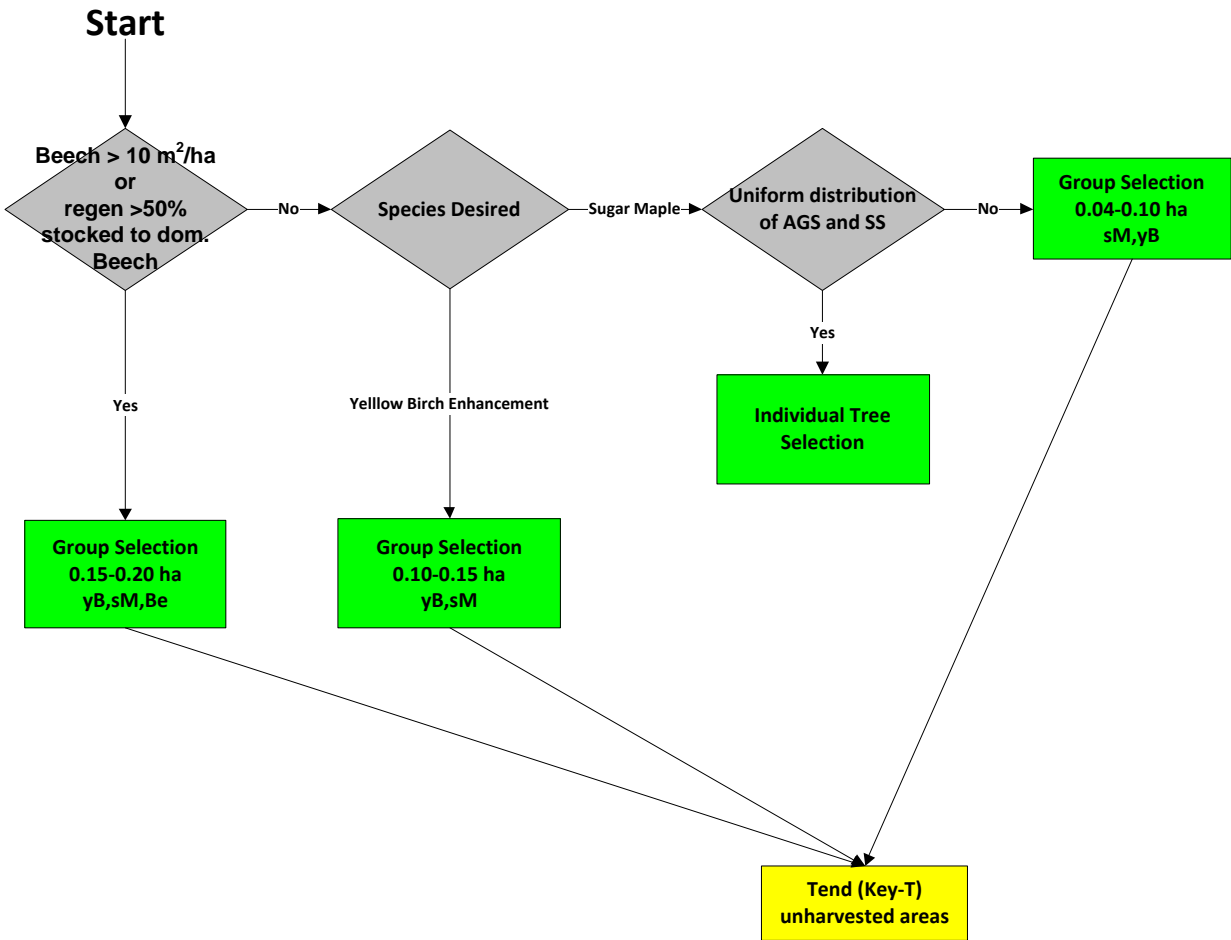 Start
Beech > 10 m²/ha
or
regen >50%
stocked to dom.
Beech
No
Species Desired
Sugar Maple
Uniform distribution
of AGS and SS
No
Group Selection
0.04-0.10 ha
sM,yB
Yes
Individual Tree
Selection
Yes
Yelllow Birch Enhancement
Group Selection
0.15-0.20 ha
yB,sM,Be
Group Selection
0.10-0.15 ha
yB,sM
Tend (Key-T)
unharvested areas